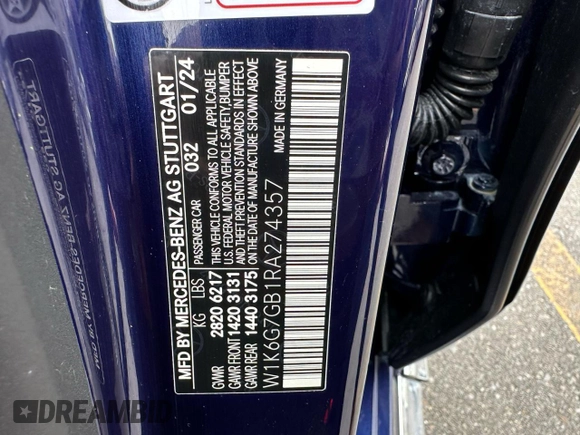 MFD BY MERCEDES-BENZ AG STUTTGART
PASSENGER CAR 032 01/24
KG LBS
GVWR 2820 6217
GAWR FRONT 1420 3131
GAWR REAR 1440 3175
THIS VEHICLE CONFORMS TO ALL APPLICABLE
U.S. FEDERAL MOTOR VEHICLE SAFETY, BUMPER
AND THEFT PREVENTION STANDARDS IN EFFECT
ON THE DATE OF MANUFACTURE SHOWN ABOVE
MADE IN GERMANY
W1K6G7GB1RA274357
DREAMBID